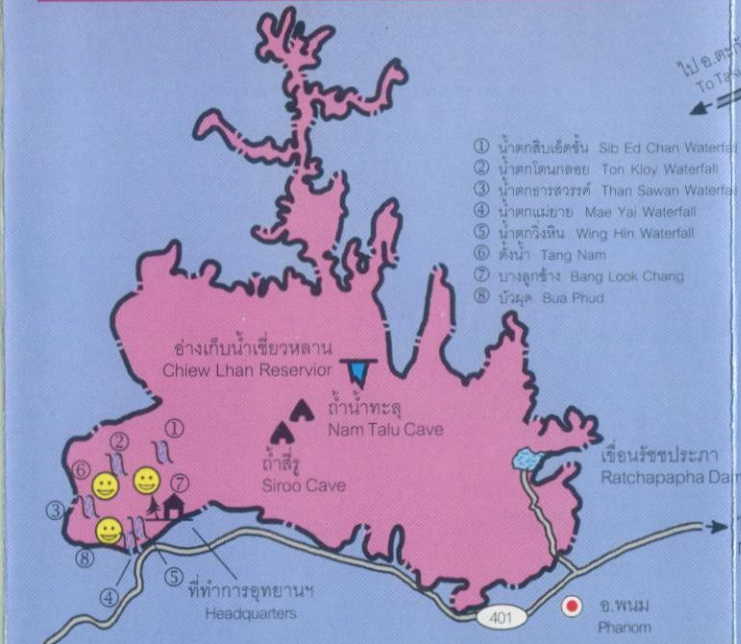 ไป อ.
To
① น้ำตกสิบเอ็ดชั้น Sib Ed Chan Waterfall
② น้ำตกโตนกลอย Ton Kloy Waterfall
③ น้ำตกธารสวรรค์ Than Sawan Waterfal
④ น้ำตกแม่ยาย Mae Yai Waterfall
⑤ น้ำตกวิ่งหิน Wing Hin Waterfall
⑥ ตั้งน้ำ Tang Nam
⑦ บางลูกช้าง Bang Look Chang
⑧ บัวผุด Bua Phud
อ่างเก็บน้ำเชี่ยวหลาน
Chiew Lhan Reservior
ถ้ำน้ำทะลุ
Nam Talu Cave
ถ้ำสี่รู
Siroo Cave
เขื่อนรัชชประภา
Ratchapapha Dam
①
②
⑥
⑦
③
⑧
④
⑤
ที่ทำการอุทยานฯ
Headquarters
401
อ.พนม
Phanom